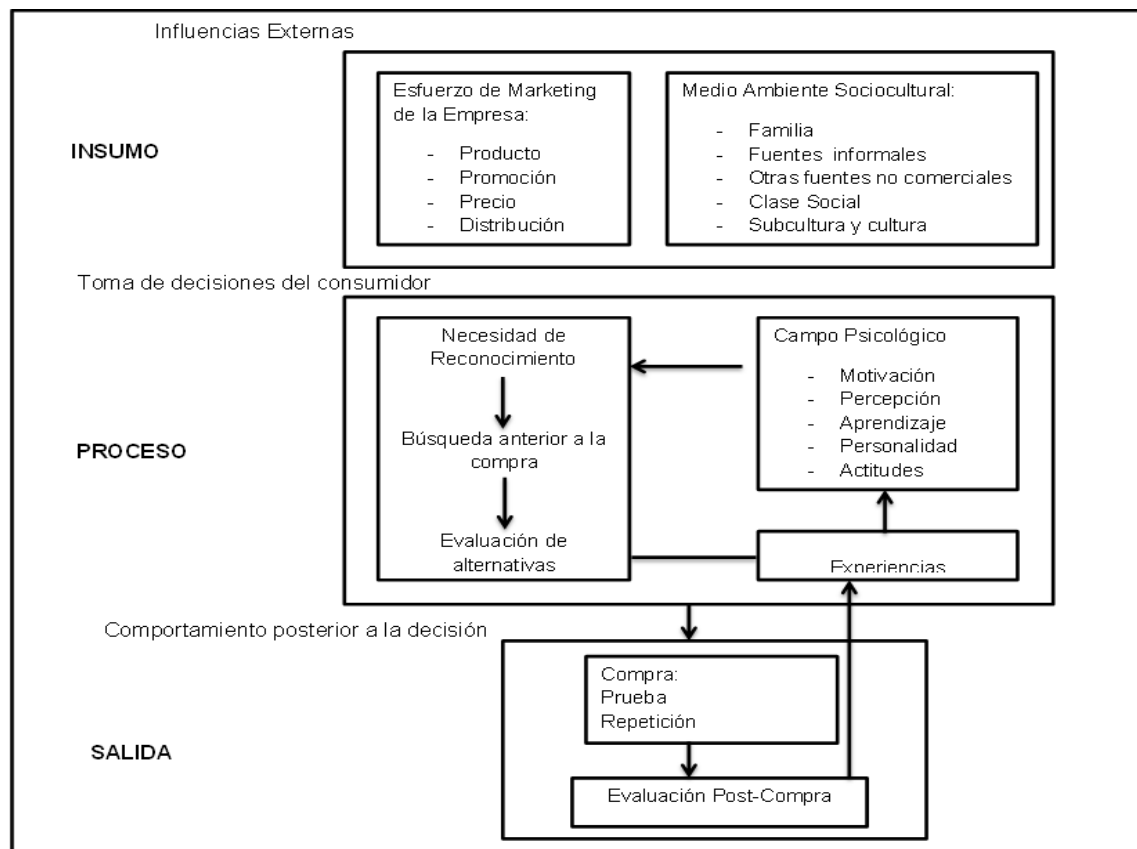 Influencias Externas
INSUMO
Esfuerzo de Marketing
de la Empresa:
- Producto
- Promoción
- Precio
- Distribución
Medio Ambiente Sociocultural:
- Familia
- Fuentes informales
- Otras fuentes no comerciales
- Clase Social
- Subcultura y cultura
Toma de decisiones del consumidor
PROCESO
Necesidad de
Reconocimiento
Búsqueda anterior a la
compra
Evaluación de
alternativas
Campo Psicológico
- Motivación
- Percepción
- Aprendizaje
- Personalidad
- Actitudes
Experiencias
Comportamiento posterior a la decisión
SALIDA
Compra:
Prueba
Repetición
Evaluación Post-Compra